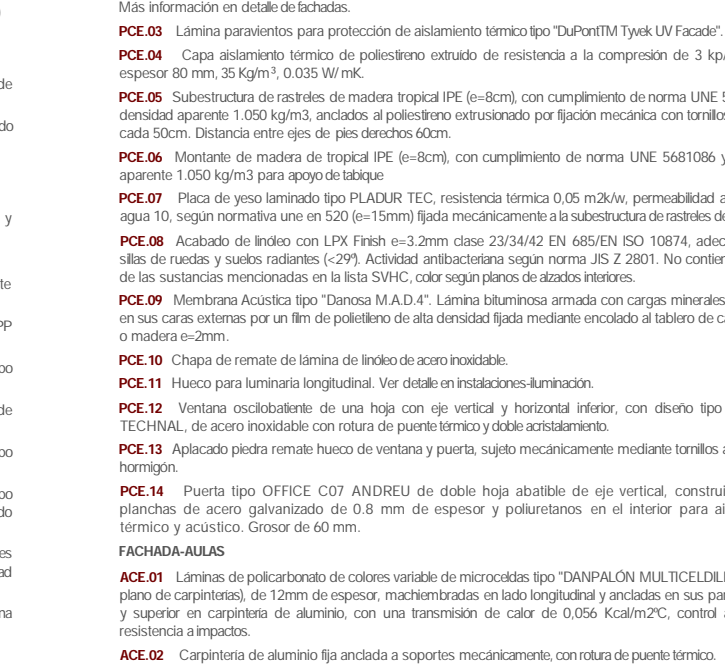 de
do
y
te
PP
po
de
po
po
do
es
ad
na
Más información en detalle de fachadas.
PCE.03 Lámina paravientos para protección de aislamiento térmico tipo "DuPontTM Tyvek UV Facade".
PCE.04 Capa aislamiento térmico de poliestireno extruído de resistencia a la compresión de 3 kp/
espesor 80 mm, 35 Kg/m³, 0.035 W/ mK.
PCE.05 Subestructura de rastreles de madera tropical IPE (e=8cm), con cumplimiento de norma UNE 5
densidad aparente 1.050 kg/m3, anclados al poliestireno extrusionado por fijación mecánica con tornillos
cada 50cm. Distancia entre ejes de pies derechos 60cm.
PCE.06 Montante de madera de tropical IPE (e=8cm), con cumplimiento de norma UNE 5681086 y
aparente 1.050 kg/m3 para apoyo de tabique
PCE.07 Placa de yeso laminado tipo PLADUR TEC, resistencia térmica 0,05 m2k/w, permeabilidad a
agua 10, según normativa une en 520 (e=15mm) fijada mecánicamente a la subestructura de rastreles de
PCE.08 Acabado de linóleo con LPX Finish e=3.2mm clase 23/34/42 EN 685/EN ISO 10874, adec
sillas de ruedas y suelos radiantes (<29º). Actividad antibacteriana según norma JIS Z 2801. No contien
de las sustancias mencionadas en la lista SVHC, color según planos de alzados interiores.
PCE.09 Membrana Acústica tipo "Danosa M.A.D.4". Lámina bituminosa armada con cargas minerales
en sus caras externas por un film de polietileno de alta densidad fijada mediante encolado al tablero de ca
o madera e=2mm.
PCE.10 Chapa de remate de lámina de linóleo de acero inoxidable.
PCE.11 Hueco para luminaria longitudinal. Ver detalle en instalaciones-iluminación.
PCE.12 Ventana oscilobatiente de una hoja con eje vertical y horizontal inferior, con diseño tipo
TECHNAL, de acero inoxidable con rotura de puente térmico y doble acristalamiento.
PCE.13 Aplacado piedra remate hueco de ventana y puerta, sujeto mecánicamente mediante tornillos a
hormigón.
PCE.14 Puerta tipo OFFICE C07 ANDREU de doble hoja abatible de eje vertical, construi
planchas de acero galvanizado de 0.8 mm de espesor y poliuretanos en el interior para ai
térmico y acústico. Grosor de 60 mm.
FACHADA-AULAS
ACE.01 Láminas de policarbonato de colores variable de microceldas tipo "DANPALÓN MULTICELDILL
plano de carpinterías), de 12mm de espesor, machiembradas en lado longitudinal y ancladas en sus par
y superior en carpintería de aluminio, con una transmisión de calor de 0,056 Kcal/m2ºC, control a
resistencia a impactos.
ACE.02 Carpintería de aluminio fija anclada a soportes mecánicamente, con rotura de puente térmico.